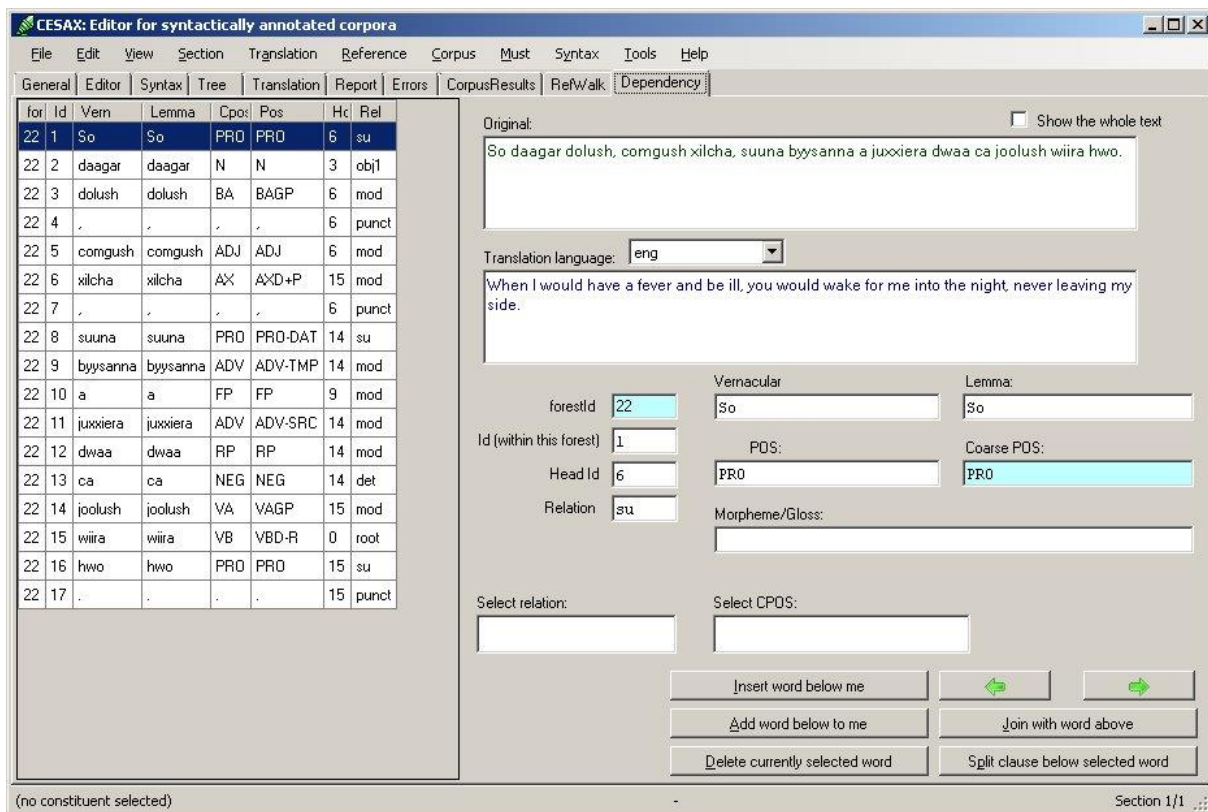 CESAX: Editor for syntactically annotated corpora
File Edit View Section Translation Reference Corpus Must Syntax Tools Help
General Editor Syntax Tree Translation Report Errors CorpusResults RefWalk Dependency
for Id Vern Lemma Cpos Pos Hc Rel
22 1 So So PRO PRO 6 su
22 2 daagar daagar N N 3 obj1
22 3 dolush dolush BA BAGP 6 mod
22 4 , , , , 6 punct
22 5 comgush comgush ADJ ADJ 6 mod
22 6 xilcha xilcha AX AXD+P 15 mod
22 7 , , , , 6 punct
22 8 suuna suuna PRO PRO-DAT 14 su
22 9 byysanna byysanna ADV ADV-TMP 14 mod
22 10 a a FP FP 9 mod
22 11 juxxiera juxxiera ADV ADV-SRC 14 mod
22 12 dwaa dwaa RP RP 14 mod
22 13 ca ca NEG NEG 14 det
22 14 joolush joolush VA VAGP 15 mod
22 15 wiira wiira VB VBD-R 0 root
22 16 hwo hwo PRO PRO 15 su
22 17 . . . . 15 punct
Original:
Show the whole text
So daagar dolush, comgush xilcha, suuna byysanna a juxxiera dwaa ca joolush wiira hwo.
Translation language: eng
When I would have a fever and be ill, you would wake for me into the night, never leaving my
side.
Vernacular Lemma:
forestId 22 So So
Id (within this forest) 1
POS: Coarse POS:
Head Id 6 PRO PRO
Relation su
Morpheme/Gloss:
Select relation: Select CPOS:
Insert word below me
Add word below to me Join with word above
Delete currently selected word Split clause below selected word
(no constituent selected) - Section 1/1